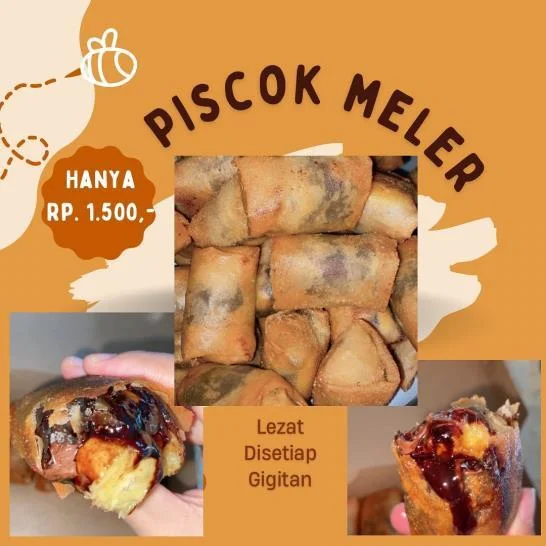 PISCOK MELER
HANYA
RP. 1.500,-
Lezat
Disetiap
Gigitan